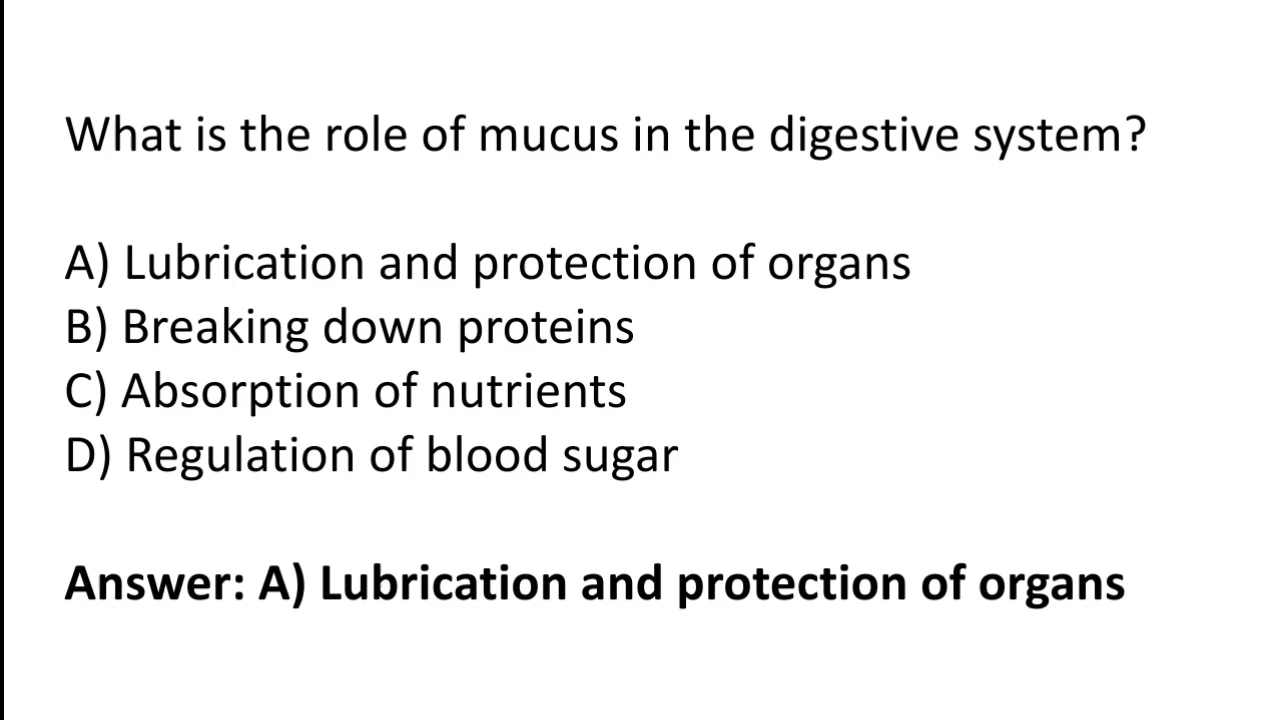 What is the role of mucus in the digestive system?
A) Lubrication and protection of organs
B) Breaking down proteins
C) Absorption of nutrients
D) Regulation of blood sugar
Answer: A) Lubrication and protection of organs